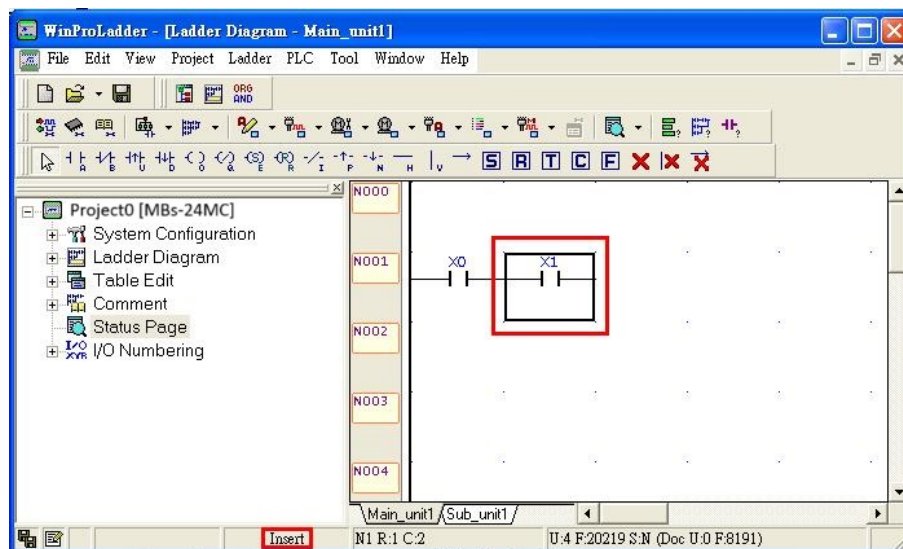 WinProLadder - [Ladder Diagram - Main_unit1]
File Edit View Project Ladder PLC Tool Window Help
ORG
AND
A B U D Q E R I P N H V S R T C F
N000
Project0 [MBs-24MC]
System Configuration
N001 X0 X1
Ladder Diagram
Table Edit
Comment
Status Page
N002
I/O
XYR I/O Numbering
N003
N004
Main_unit1 Sub_unit1
Insert N1 R:1 C:2 U:4 F:20219 S:N (Doc U:0 F:8191)